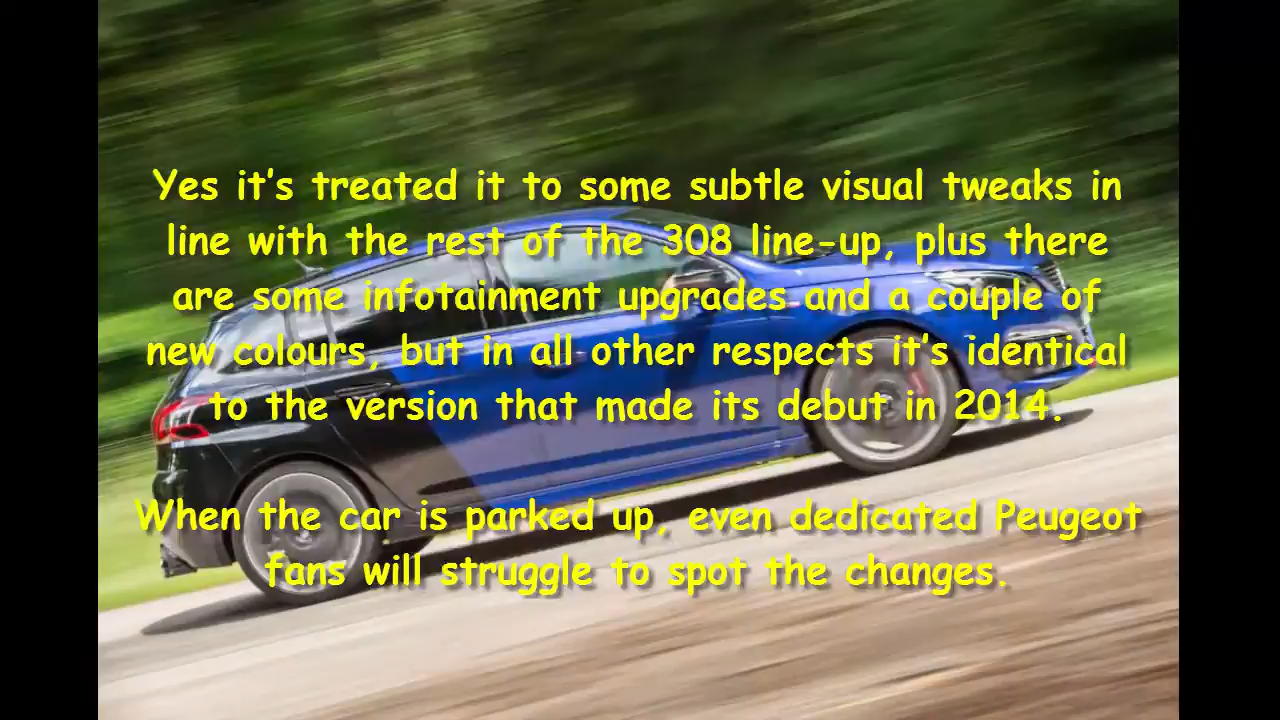 Yes it's treated it to some subtle visual tweaks in
line with the rest of the 308 line-up, plus there
are some infotainment upgrades and a couple of
new colours, but in all other respects it's identical
to the version that made its debut in 2014.
When the car is parked up, even dedicated Peugeot
fans will struggle to spot the changes.